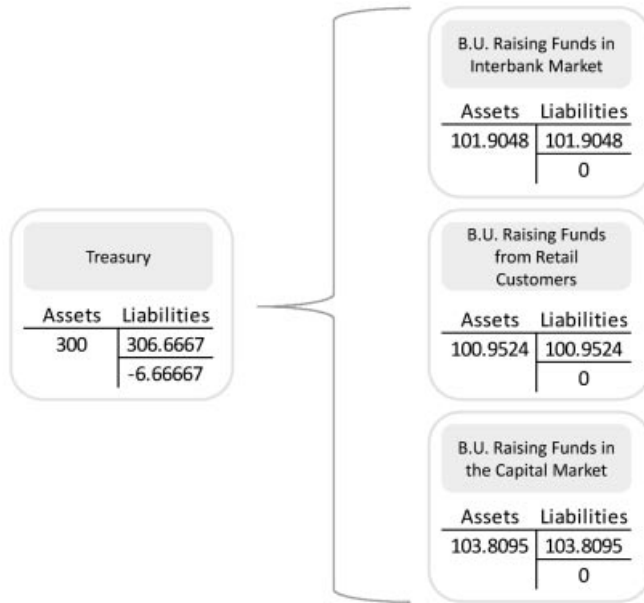 B.U. Raising Funds in
Interbank Market
Assets Liabilities
101.9048 101.9048
0
Treasury
Assets Liabilities
300 306.6667
-6.66667
B.U. Raising Funds
from Retail
Customers
Assets Liabilities
100.9524 100.9524
0
B.U. Raising Funds in
the Capital Market
Assets Liabilities
103.8095 103.8095
0